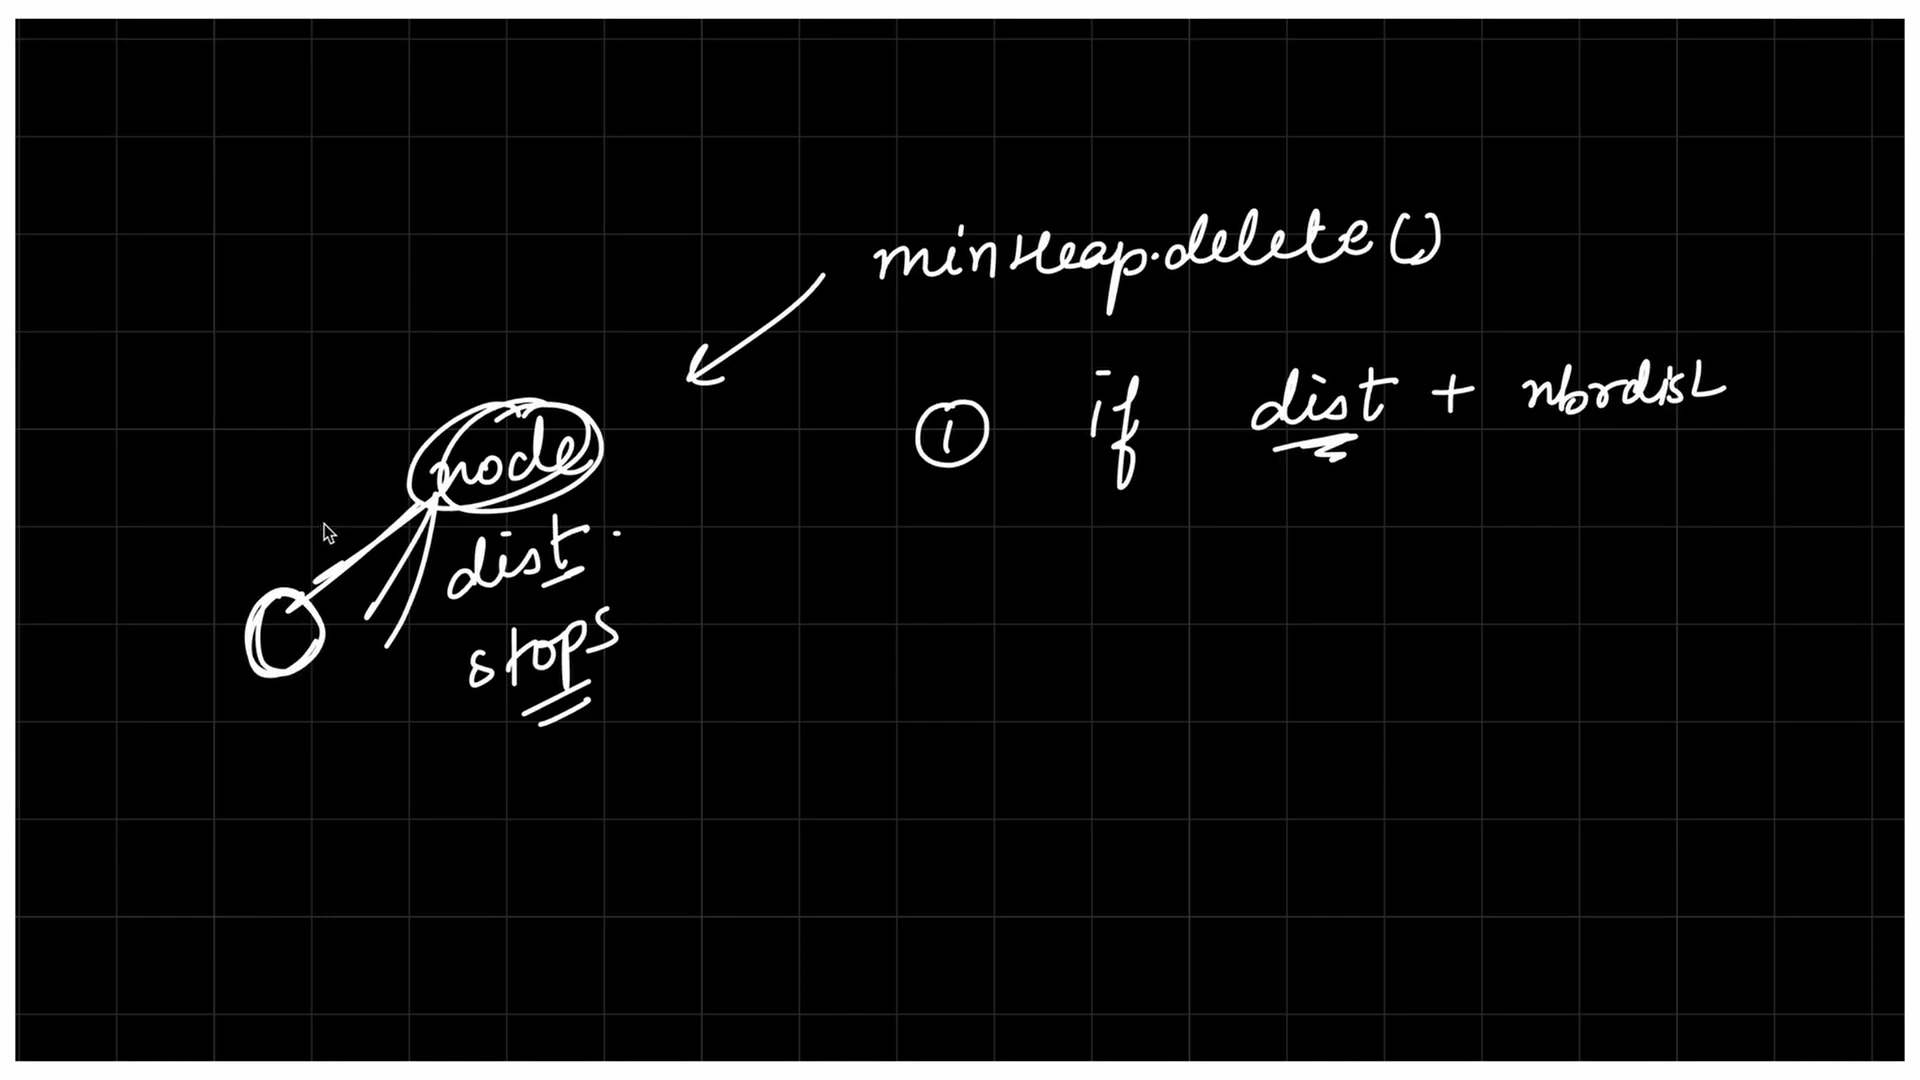 minHeap.delete()
① if dist + nbrdist
node
dist.
stops